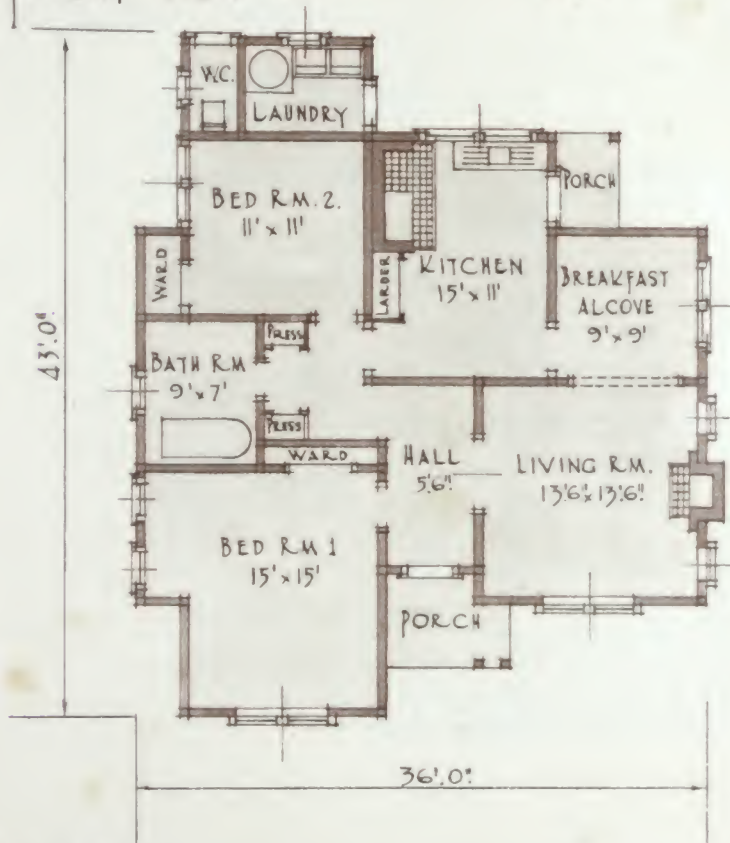 W.C.
LAUNDRY
BED RM. 2.
11' x 11'
PORCH
WARD
LARDER
KITCHEN
15' x 11'
BREAKFAST
ALCOVE
9' x 9'
43'.0"
PRESS
BATH RM
9' x 7'
PRESS
WARD
HALL
5'.6"
LIVING RM.
13'.6" x 13'.6"
BED RM 1
15' x 15'
PORCH
36'.0"